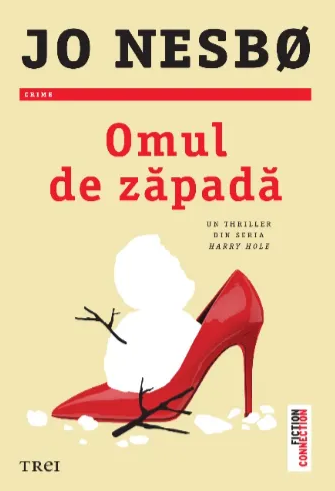 JO NESBØ
CRIME
Omul
de zăpadă
UN THRILLER
DIN SERIA
HARRY HOLE
FICTION
CONNECTION
TREI